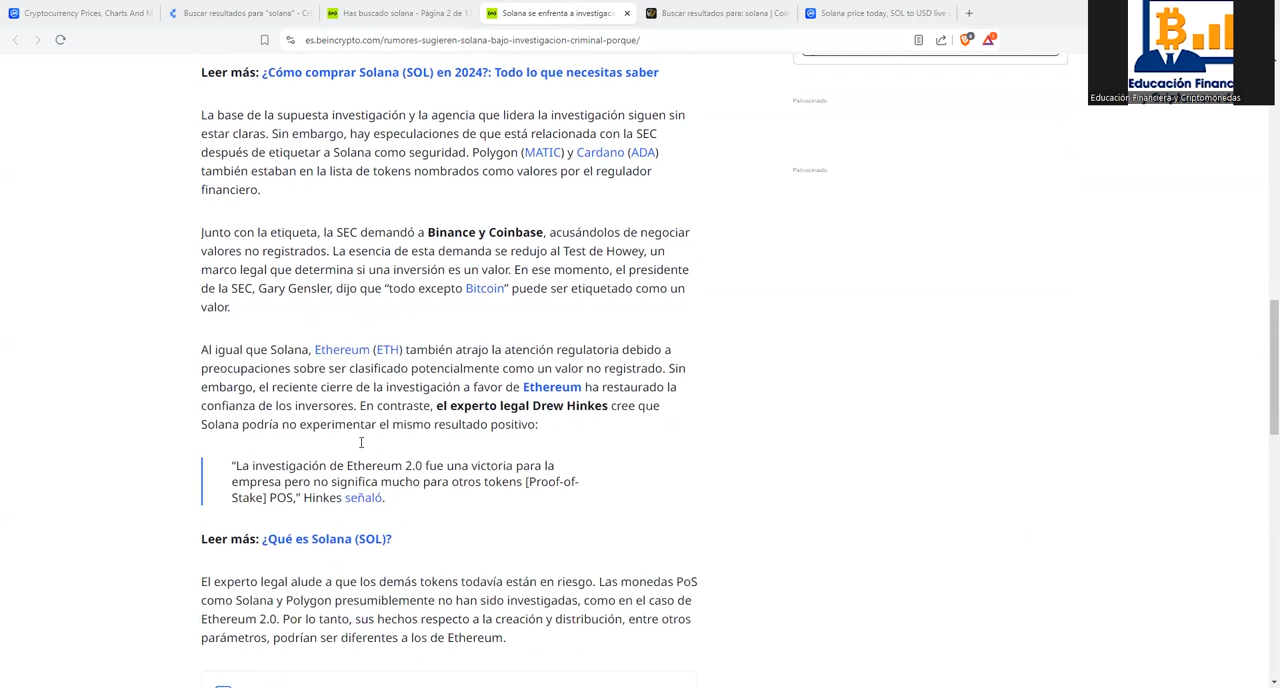 Cryptocurrency Prices, Charts And M
Buscar resultados para "solana" - Cri
Has buscado solana - Página 2 de 13
Solana se enfrenta a investigació
Buscar resultados para: solana | Coin
Solana price today, SOL to USD live p
es.beincrypto.com/rumores-sugieren-solana-bajo-investigacion-criminal-porque/
Educación Financ
Educación Financiera y Criptomonedas
Leer más: ¿Cómo comprar Solana (SOL) en 2024?: Todo lo que necesitas saber
Patrocinado
La base de la supuesta investigación y la agencia que lidera la investigación siguen sin
estar claras. Sin embargo, hay especulaciones de que está relacionada con la SEC
después de etiquetar a Solana como seguridad. Polygon (MATIC) y Cardano (ADA)
también estaban en la lista de tokens nombrados como valores por el regulador
financiero.
Patrocinado
Junto con la etiqueta, la SEC demandó a Binance y Coinbase, acusándolos de negociar
valores no registrados. La esencia de esta demanda se redujo al Test de Howey, un
marco legal que determina si una inversión es un valor. En ese momento, el presidente
de la SEC, Gary Gensler, dijo que “todo excepto Bitcoin” puede ser etiquetado como un
valor.
Al igual que Solana, Ethereum (ETH) también atrajo la atención regulatoria debido a
preocupaciones sobre ser clasificado potencialmente como un valor no registrado. Sin
embargo, el reciente cierre de la investigación a favor de Ethereum ha restaurado la
confianza de los inversores. En contraste, el experto legal Drew Hinkes cree que
Solana podría no experimentar el mismo resultado positivo:
“La investigación de Ethereum 2.0 fue una victoria para la
empresa pero no significa mucho para otros tokens [Proof-of-
Stake] POS,” Hinkes señaló.
Leer más: ¿Qué es Solana (SOL)?
El experto legal alude a que los demás tokens todavía están en riesgo. Las monedas PoS
como Solana y Polygon presumiblemente no han sido investigadas, como en el caso de
Ethereum 2.0. Por lo tanto, sus hechos respecto a la creación y distribución, entre otros
parámetros, podrían ser diferentes a los de Ethereum.